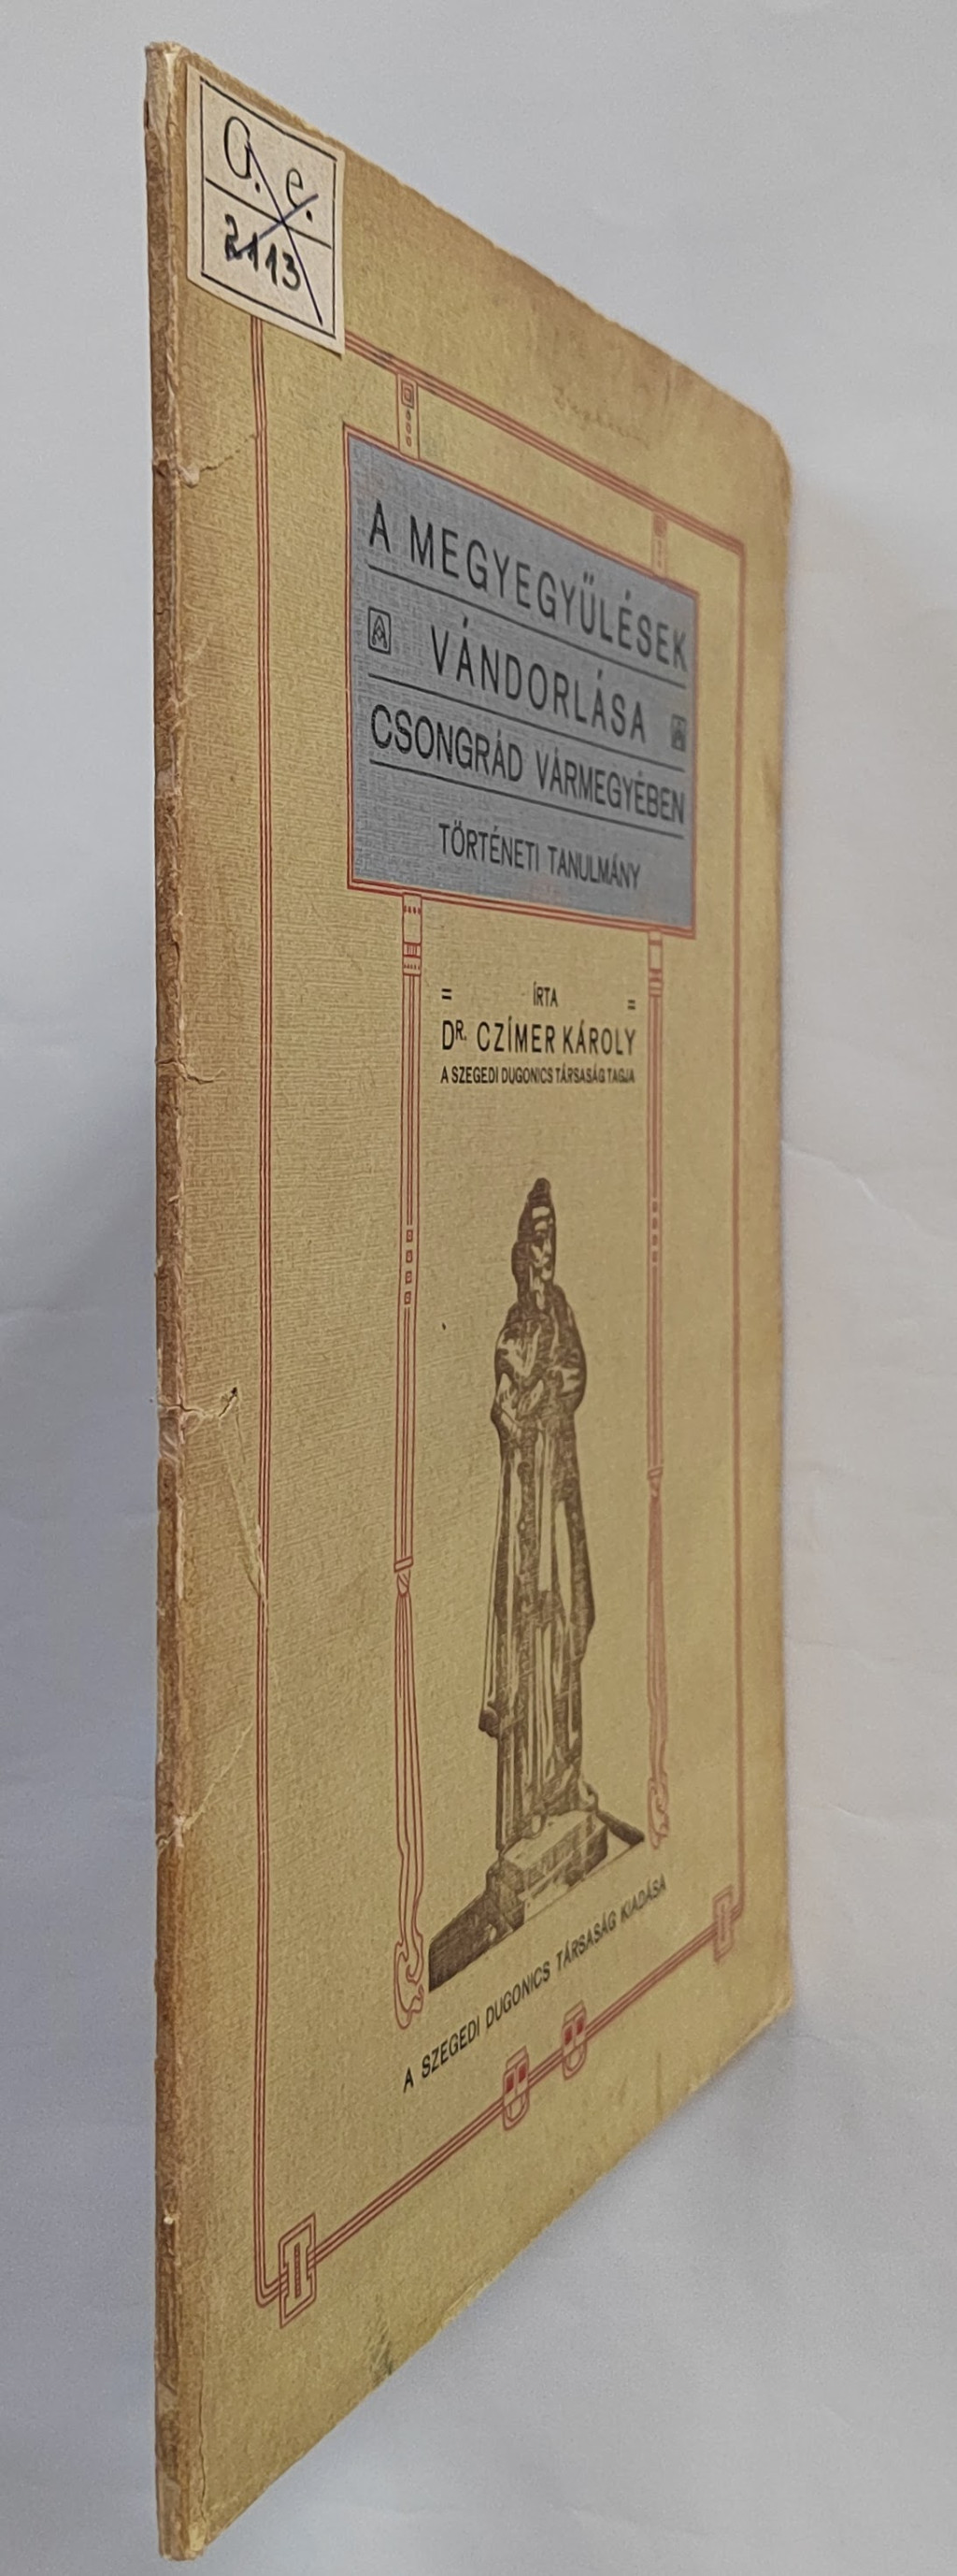 G. e.
2113
A MEGYEGYŰLÉSEK
VÁNDORLÁSA
CSONGRÁD VÁRMEGYÉBEN
TÖRTÉNETI TANULMÁNY
= ÍRTA =
DR. CZÍMER KÁROLY
A SZEGEDI DUGONICS TÁRSASÁG TAGJA
A SZEGEDI DUGONICS TÁRSASÁG KIADÁSA